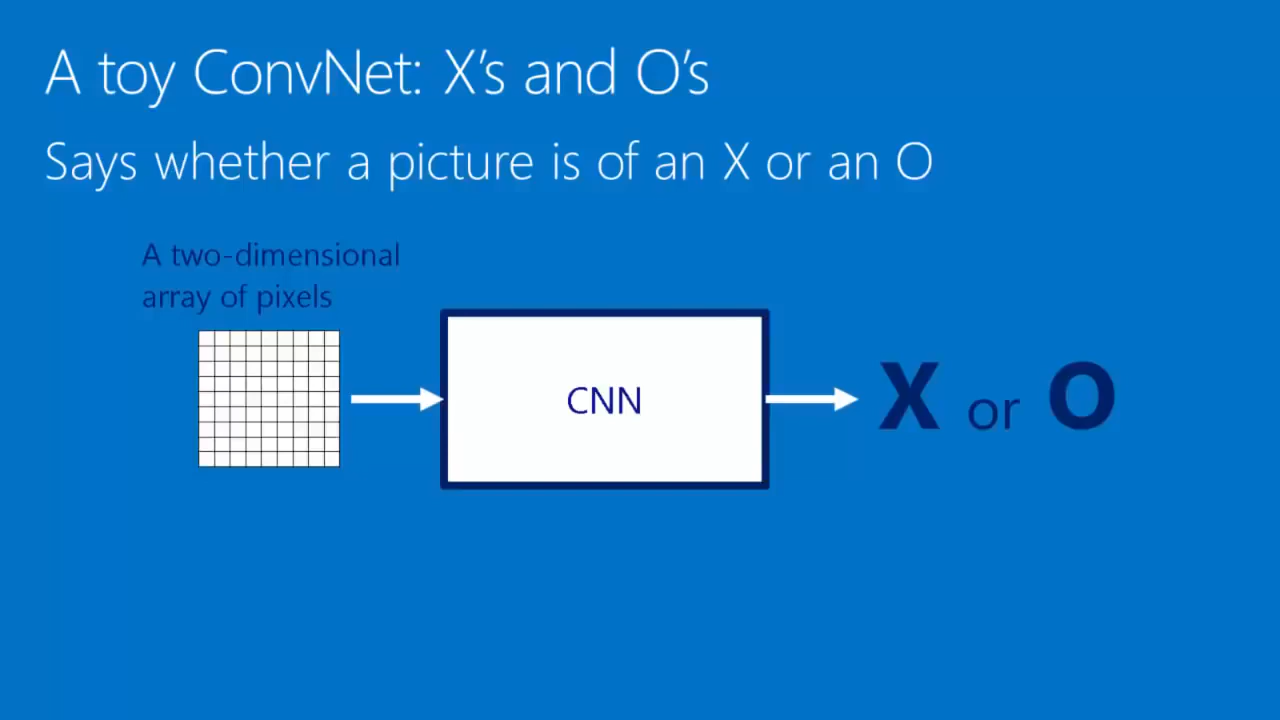 A toy ConvNet: X’s and O’s
Says whether a picture is of an X or an O
A two-dimensional
array of pixels
CNN
X or O